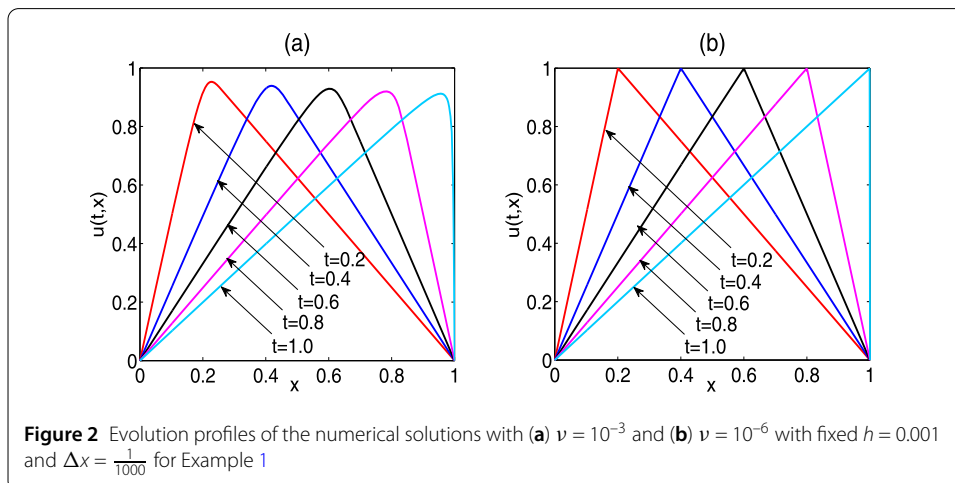 (a)
1
0.8
0.6
0.4
0.2
0
u(t,x)
t=0.2
t=0.4
t=0.6
t=0.8
t=1.0
0 0.2 0.4 0.6 0.8 1
x
(b)
1
0.8
0.6
0.4
0.2
0
u(t,x)
t=0.2
t=0.4
t=0.6
t=0.8
t=1.0
0 0.2 0.4 0.6 0.8 1
x
Figure 2 Evolution profiles of the numerical solutions with (a) ν = 10⁻³ and (b) ν = 10⁻⁶ with fixed h = 0.001
and Δx = 1/1000 for Example 1